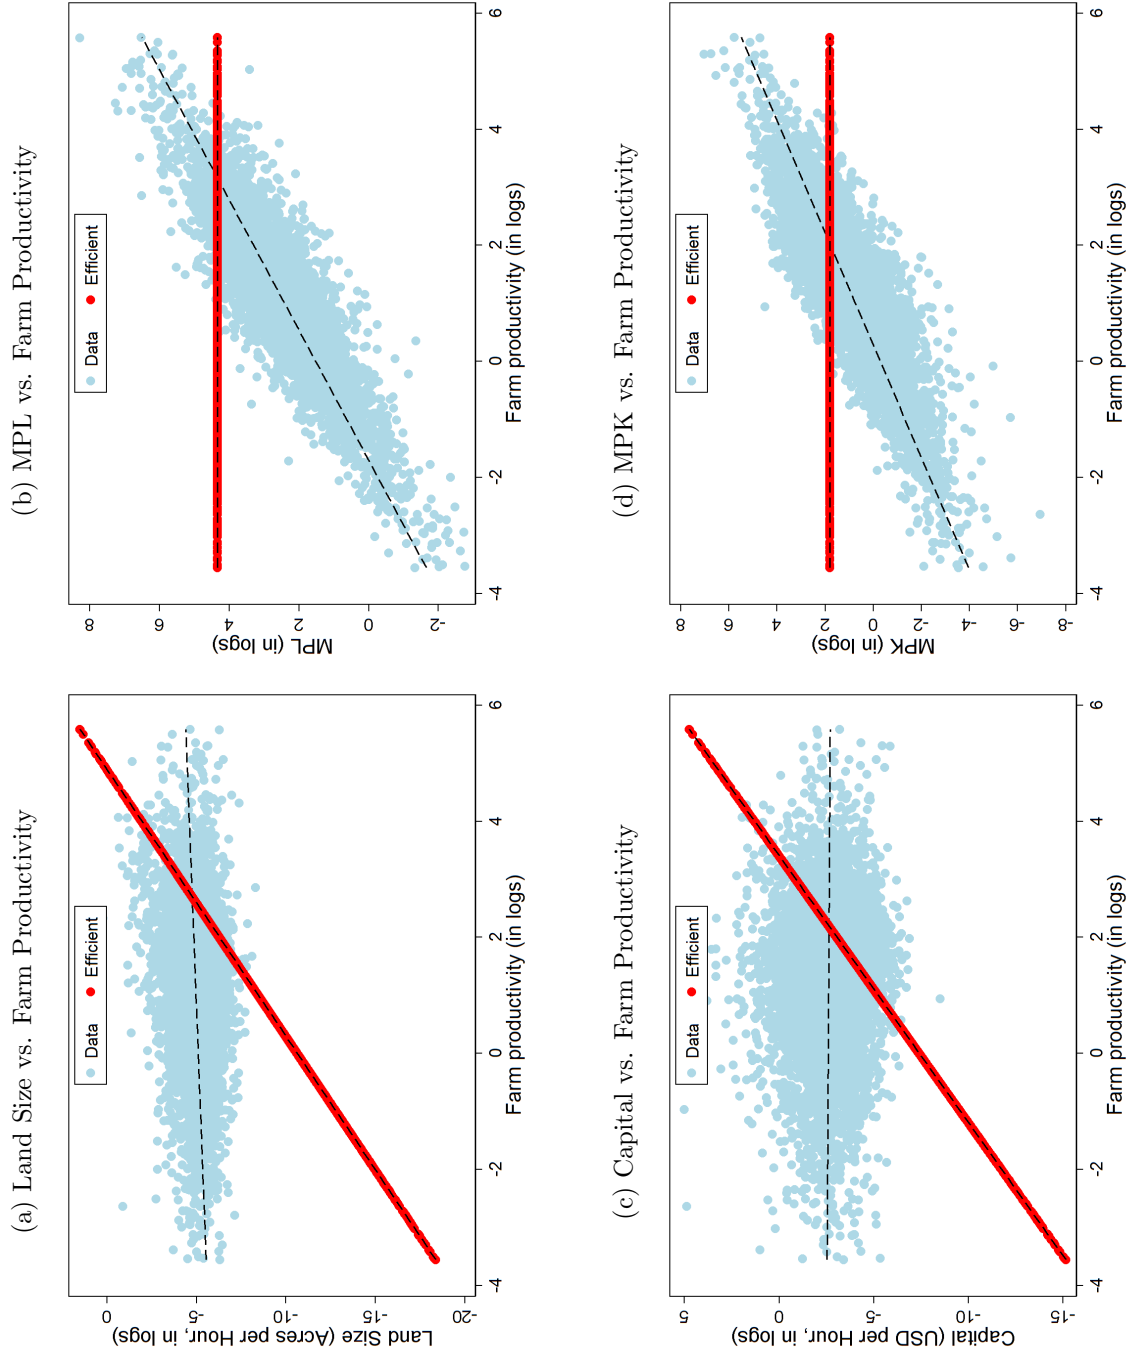 (a) Land Size vs. Farm Productivity
Data Efficient
Land Size (Acres per Hour, in logs)
0
-5
-10
-15
-20
-4 -2 0 2 4 6
Farm productivity (in logs)
(b) MPL vs. Farm Productivity
Data Efficient
MPL (in logs)
8
6
4
2
0
-2
-4 -2 0 2 4 6
Farm productivity (in logs)
(c) Capital vs. Farm Productivity
Data Efficient
Capital (USD per Hour, in logs)
5
0
-5
-10
-15
-4 -2 0 2 4 6
Farm productivity (in logs)
(d) MPK vs. Farm Productivity
Data Efficient
MPK (in logs)
8
6
4
2
0
-2
-4
-6
-8
-4 -2 0 2 4 6
Farm productivity (in logs)